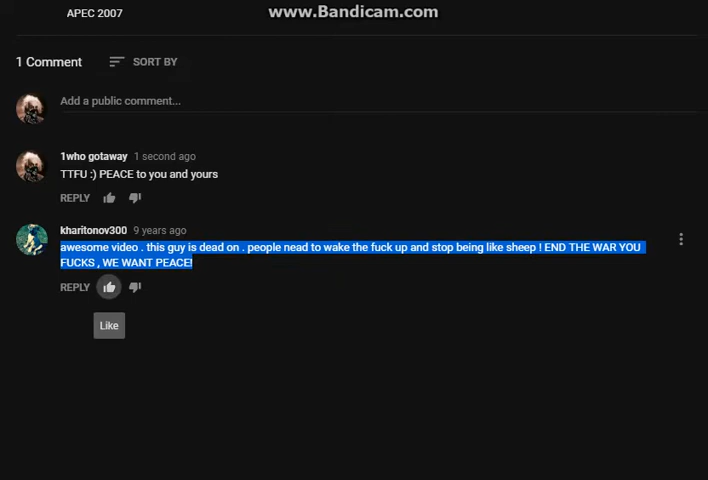 www.Bandicam.com
APEC 2007
1 Comment SORT BY
Add a public comment...
1who gotaway 1 second ago
TTFU :) PEACE to you and yours
REPLY
kharitonov300 9 years ago
awesome video . this guy is dead on . people nead to wake the fuck up and stop being like sheep ! END THE WAR YOU
FUCKS , WE WANT PEACE!
REPLY
Like